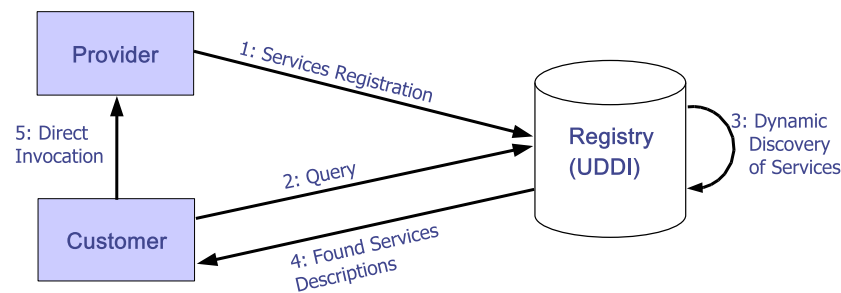 Provider
1: Services Registration
Registry
(UDDI)
3: Dynamic
Discovery
of Services
5: Direct
Invocation
2: Query
Customer
4: Found Services
Descriptions